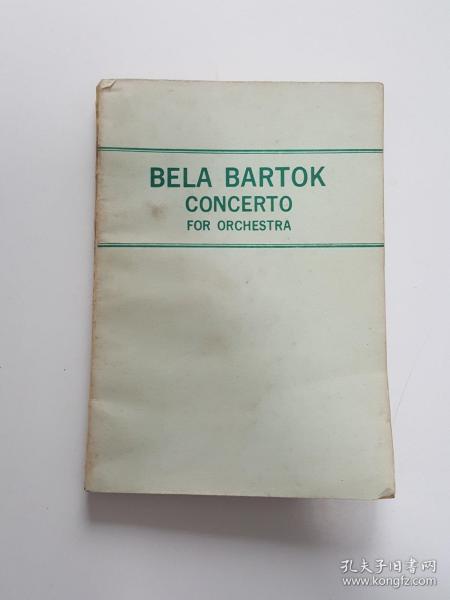 BELA BARTOK
CONCERTO
FOR ORCHESTRA
孔夫子旧书网
www.kongfz.com